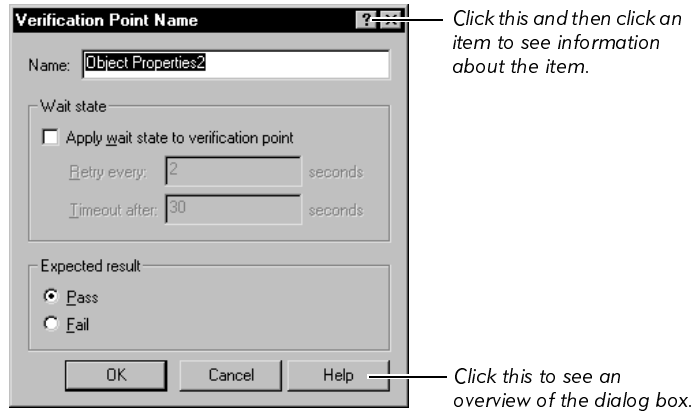 Verification Point Name ? X
Click this and then click an
item to see information
about the item.
Name: Object Properties2
Wait state
Apply wait state to verification point
Retry every: 2 seconds
Timeout after: 30 seconds
Expected result
Pass
Fail
OK Cancel Help
Click this to see an
overview of the dialog box.